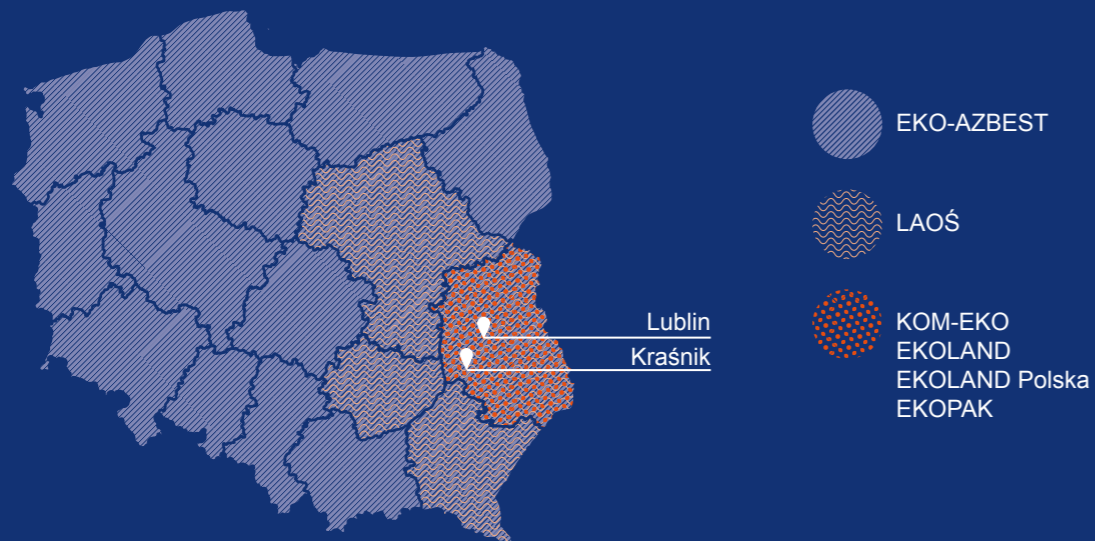 EKO-AZBEST
LAOŚ
Lublin
Kraśnik
KOM-EKO
EKOLAND
EKOLAND Polska
EKOPAK